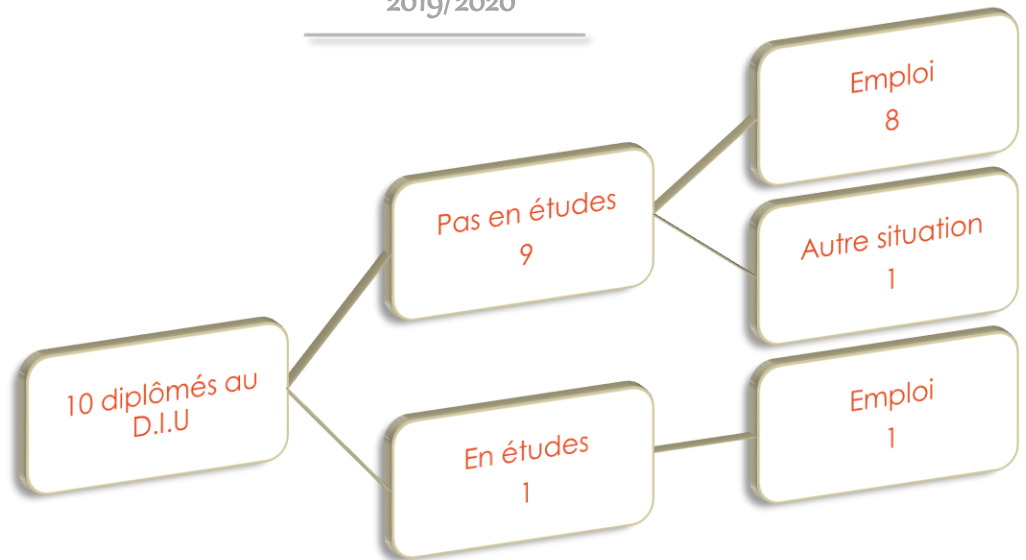 2019/2020
10 diplômés au
D.I.U
Pas en études
9
Emploi
8
Autre situation
1
En études
1
Emploi
1